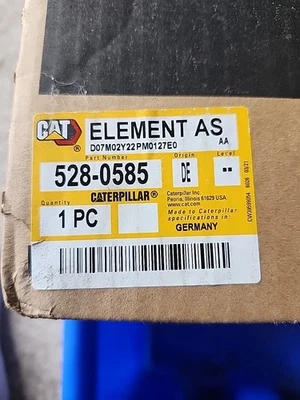 CAT
®
ELEMENT AS
D07M02Y22PM0127E0
AA
Part Number
Origin
Level
528-0585
DE
--
CATERPILLAR®
Quantity
1 PC
Caterpillar Inc.
Peoria, Illinois 61629 USA
www.cat.com
Made to Caterpillar
specifications in
GERMANY